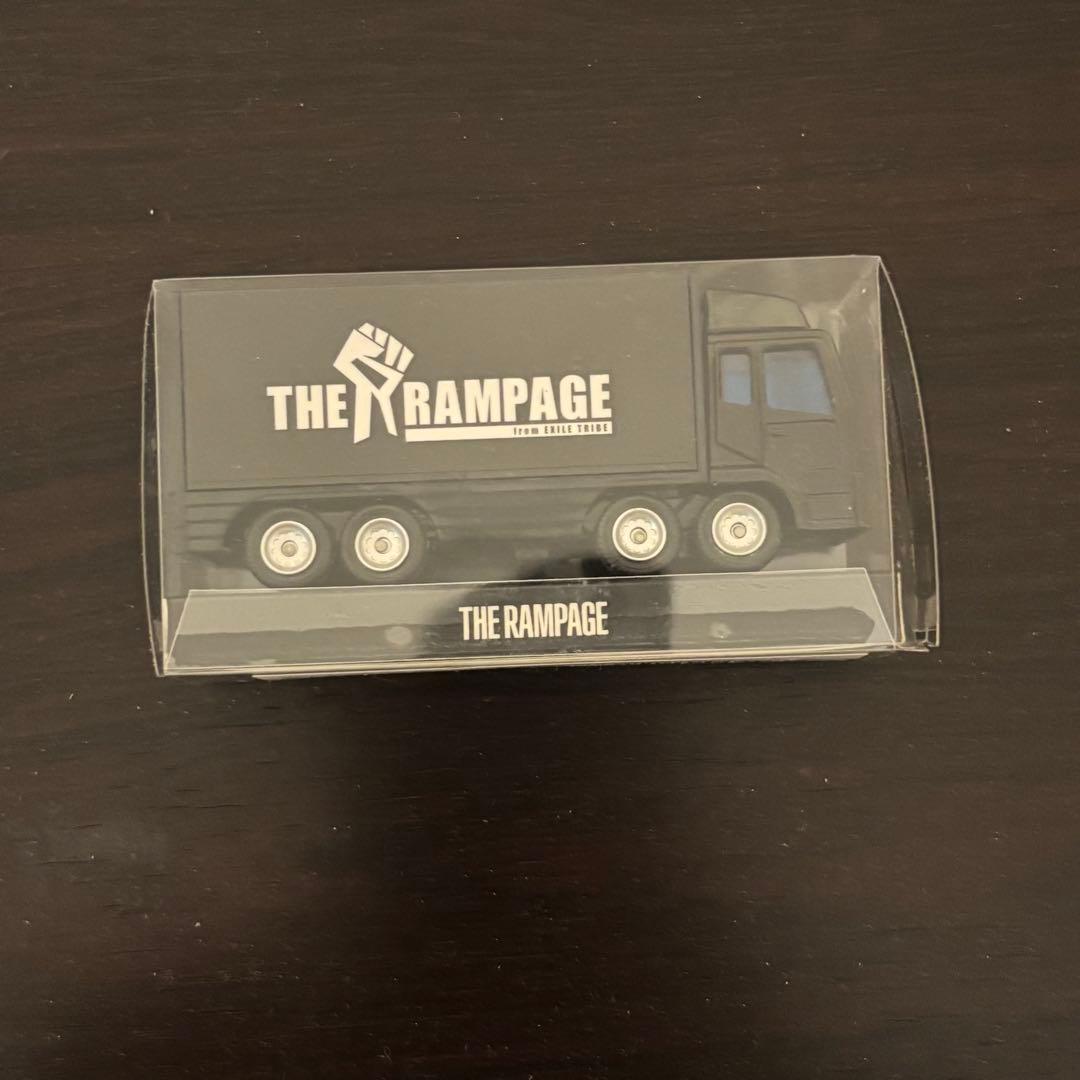 THE RAMPAGE
from EXILE TRIBE
THE RAMPAGE